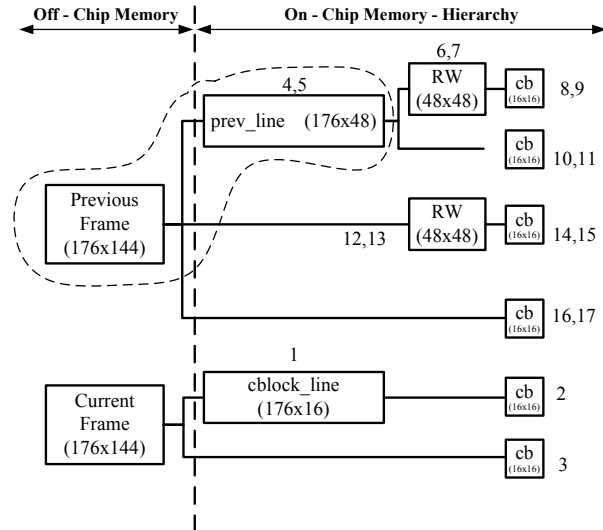 Off - Chip Memory
On - Chip Memory - Hierarchy
6,7
4,5
RW
(48x48)
cb
(16x16)
8,9
prev_line (176x48)
cb
(16x16)
10,11
Previous
Frame
(176x144)
12,13
RW
(48x48)
cb
(16x16)
14,15
cb
(16x16)
16,17
1
Current
Frame
(176x144)
cblock_line
(176x16)
cb
(16x16)
2
cb
(16x16)
3